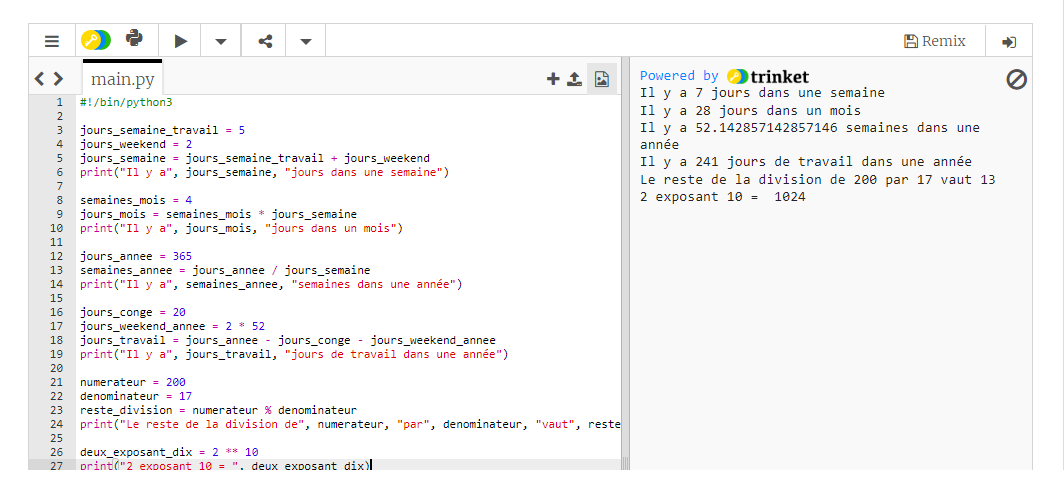 Remix
main.py
1 #!/bin/python3
2
3 jours_semaine_travail = 5
4 jours_weekend = 2
5 jours_semaine = jours_semaine_travail + jours_weekend
6 print("Il y a", jours_semaine, "jours dans une semaine")
7
8 semaines_mois = 4
9 jours_mois = semaines_mois * jours_semaine
10 print("Il y a", jours_mois, "jours dans un mois")
11
12 jours_annee = 365
13 semaines_annee = jours_annee / jours_semaine
14 print("Il y a", semaines_annee, "semaines dans une année")
15
16 jours_conge = 20
17 jours_weekend_annee = 2 * 52
18 jours_travail = jours_annee - jours_conge - jours_weekend_annee
19 print("Il y a", jours_travail, "jours de travail dans une année")
20
21 numerateur = 200
22 denominateur = 17
23 reste_division = numerateur % denominateur
24 print("Le reste de la division de", numerateur, "par", denominateur, "vaut", reste
25
26 deux_exposant_dix = 2 ** 10
27 print("2 exposant 10 = ", deux_exposant_dix)
Powered by trinket
Il y a 7 jours dans une semaine
Il y a 28 jours dans un mois
Il y a 52.142857142857146 semaines dans une
année
Il y a 241 jours de travail dans une année
Le reste de la division de 200 par 17 vaut 13
2 exposant 10 =  1024